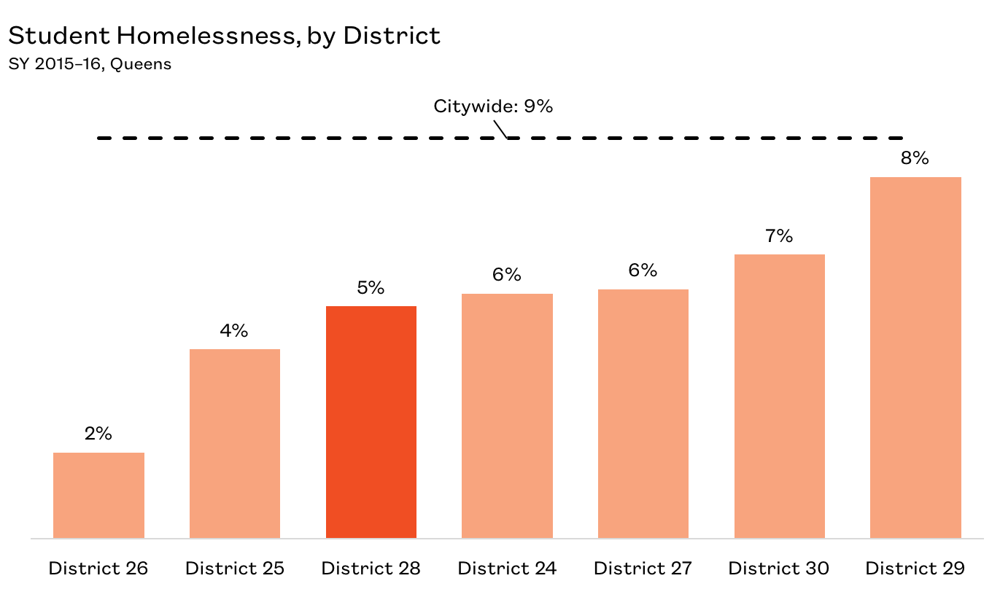 Student Homelessness, by District
SY 2015–16, Queens
Citywide: 9%
8%
7%
6%
6%
5%
4%
2%
District 26
District 25
District 28
District 24
District 27
District 30
District 29